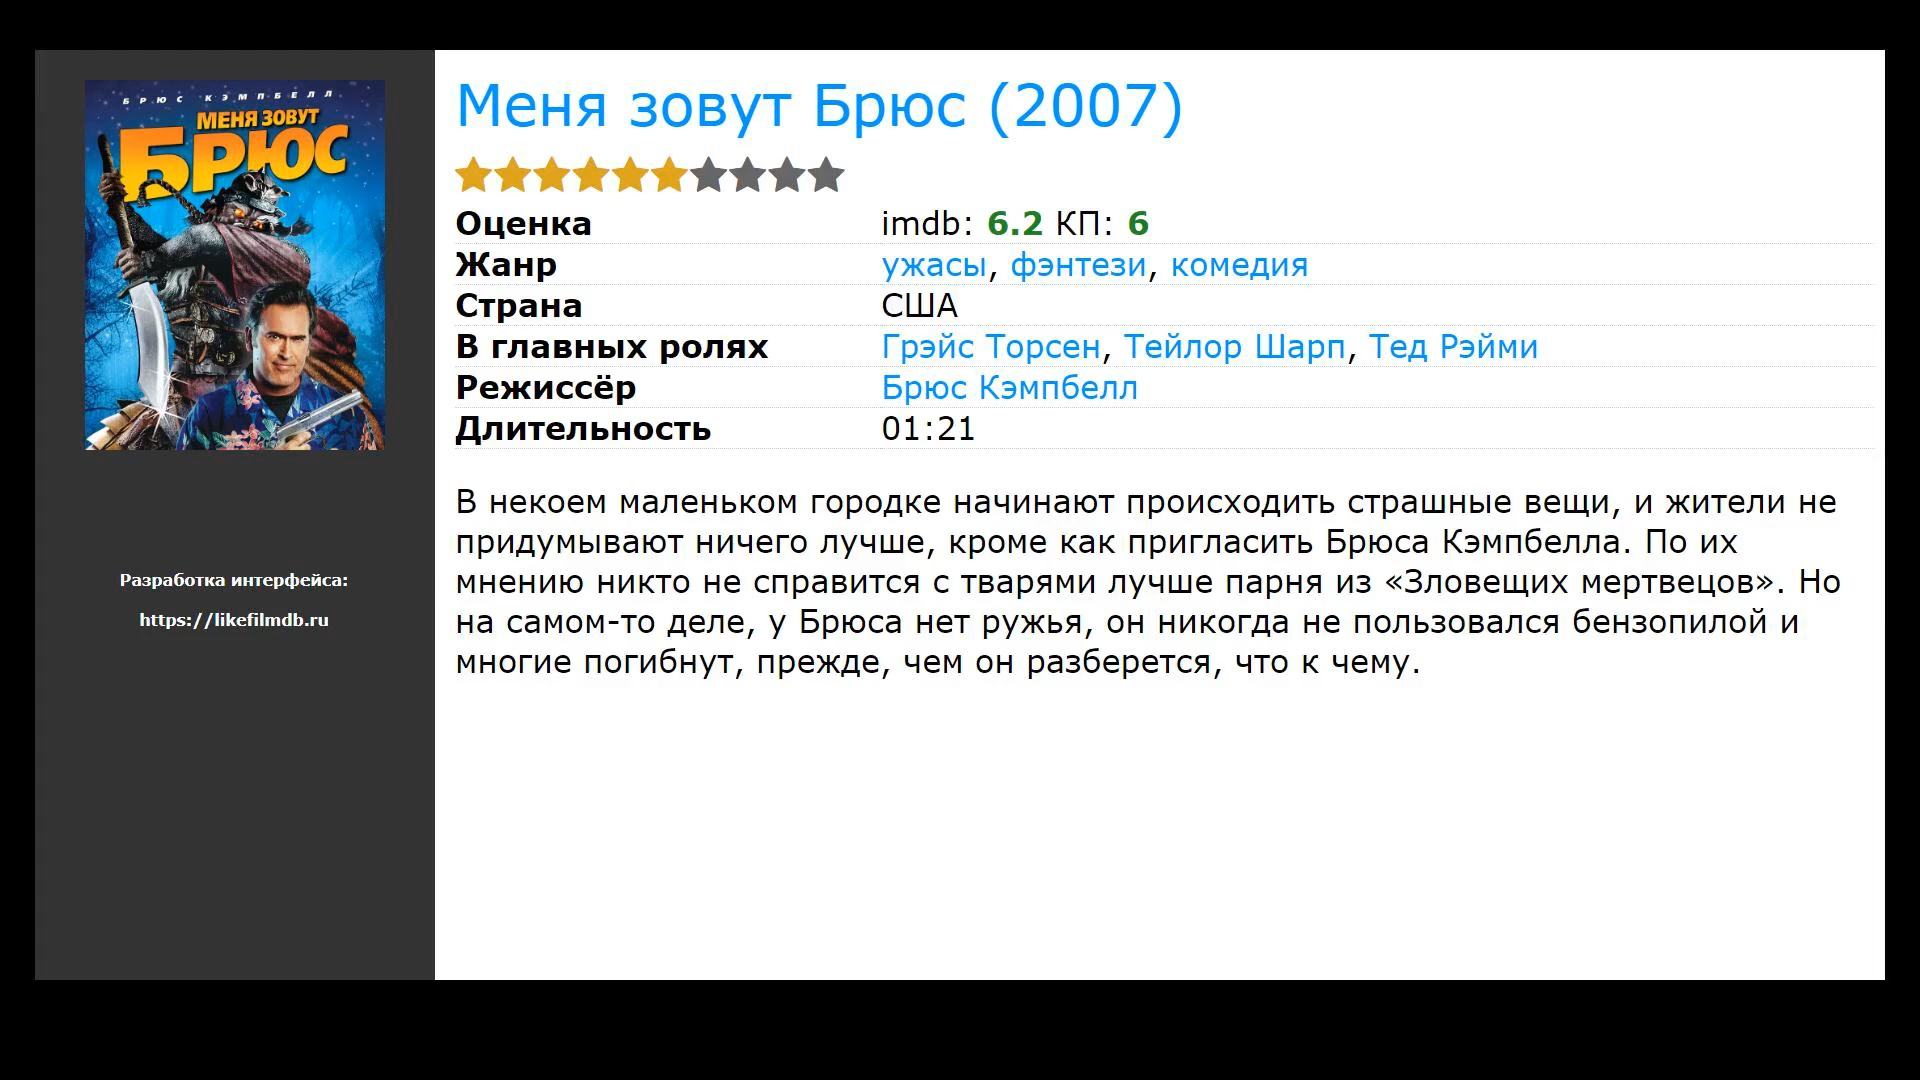 БРЮС КЭМПБЕЛЛ
МЕНЯ ЗОВУТ
БРЮС
Разработка интерфейса:
https://likefilmdb.ru
Меня зовут Брюс (2007)
Оценка imdb: 6.2 КП: 6
Жанр ужасы, фэнтези, комедия
Страна США
В главных ролях Грэйс Торсен, Тейлор Шарп, Тед Рэйми
Режиссёр Брюс Кэмпбелл
Длительность 01:21
В некоем маленьком городке начинают происходить страшные вещи, и жители не
придумывают ничего лучше, кроме как пригласить Брюса Кэмпбелла. По их
мнению никто не справится с тварями лучше парня из «Зловещих мертвецов». Но
на самом-то деле, у Брюса нет ружья, он никогда не пользовался бензопилой и
многие погибнут, прежде, чем он разберется, что к чему.